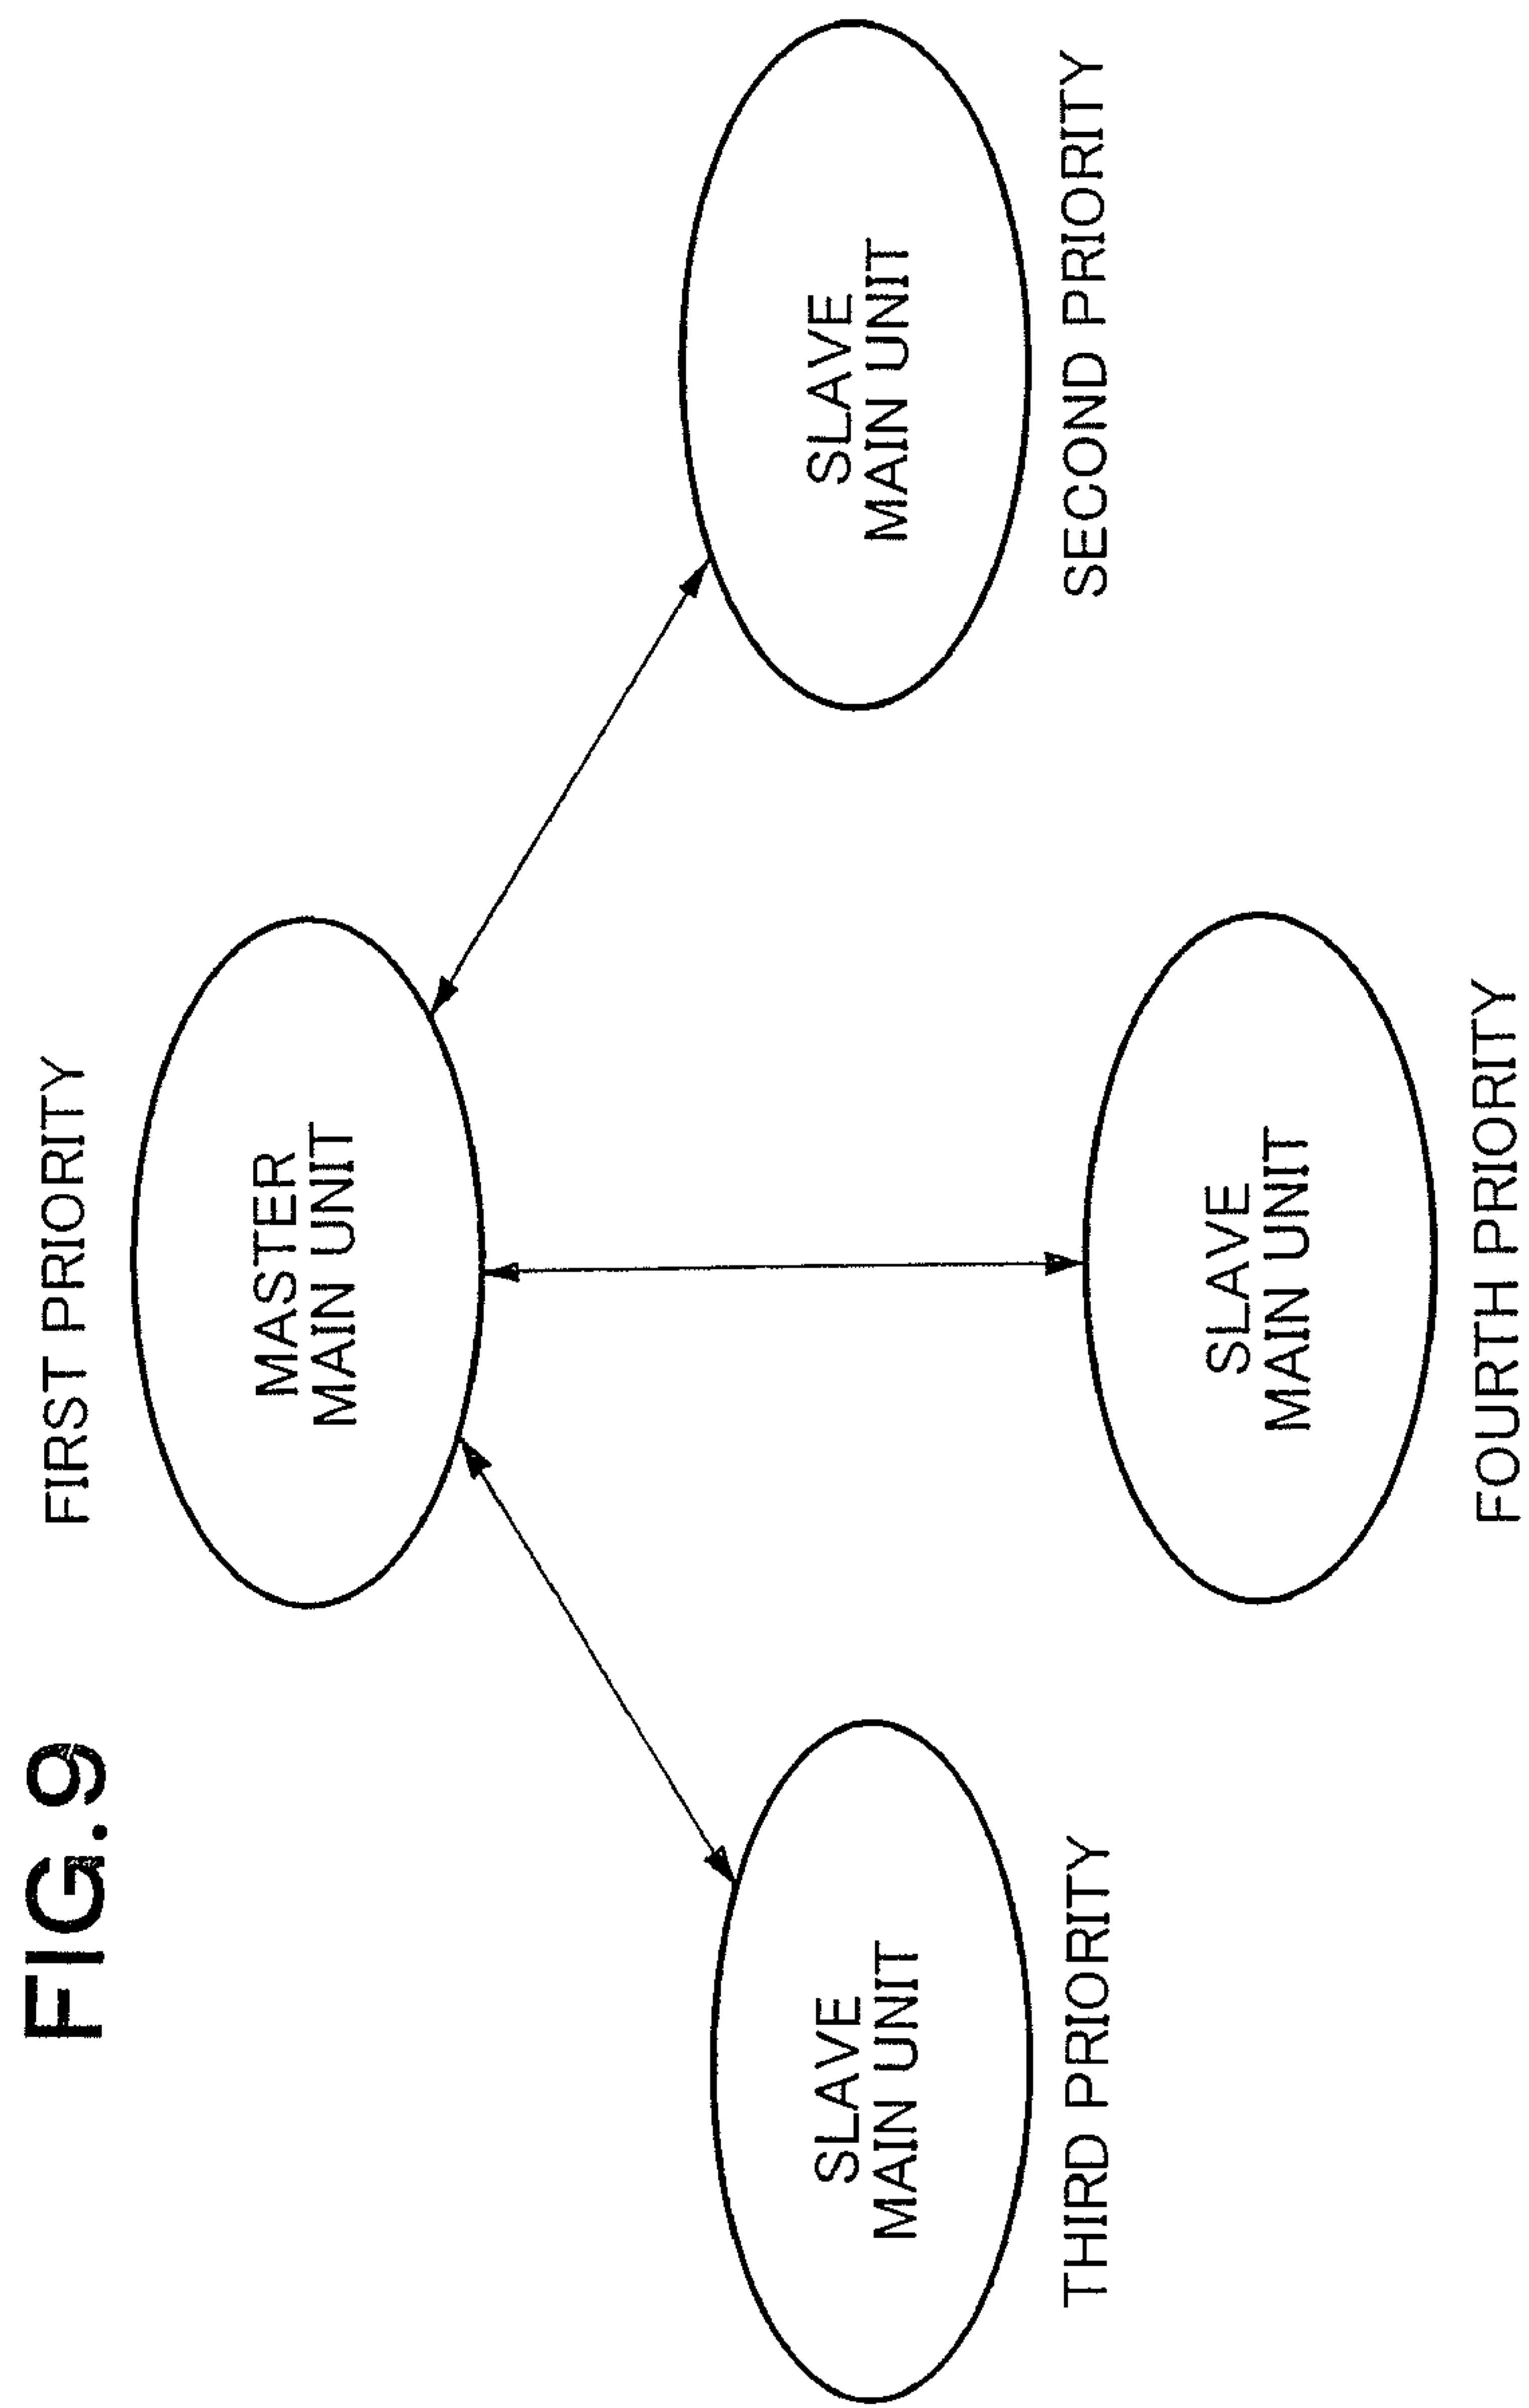 FIG.9
FIRST PRIORITY
MASTER
MAIN UNIT
SLAVE
MAIN UNIT
THIRD PRIORITY
SLAVE
MAIN UNIT
SECOND PRIORITY
SLAVE
MAIN UNIT
FOURTH PRIORITY